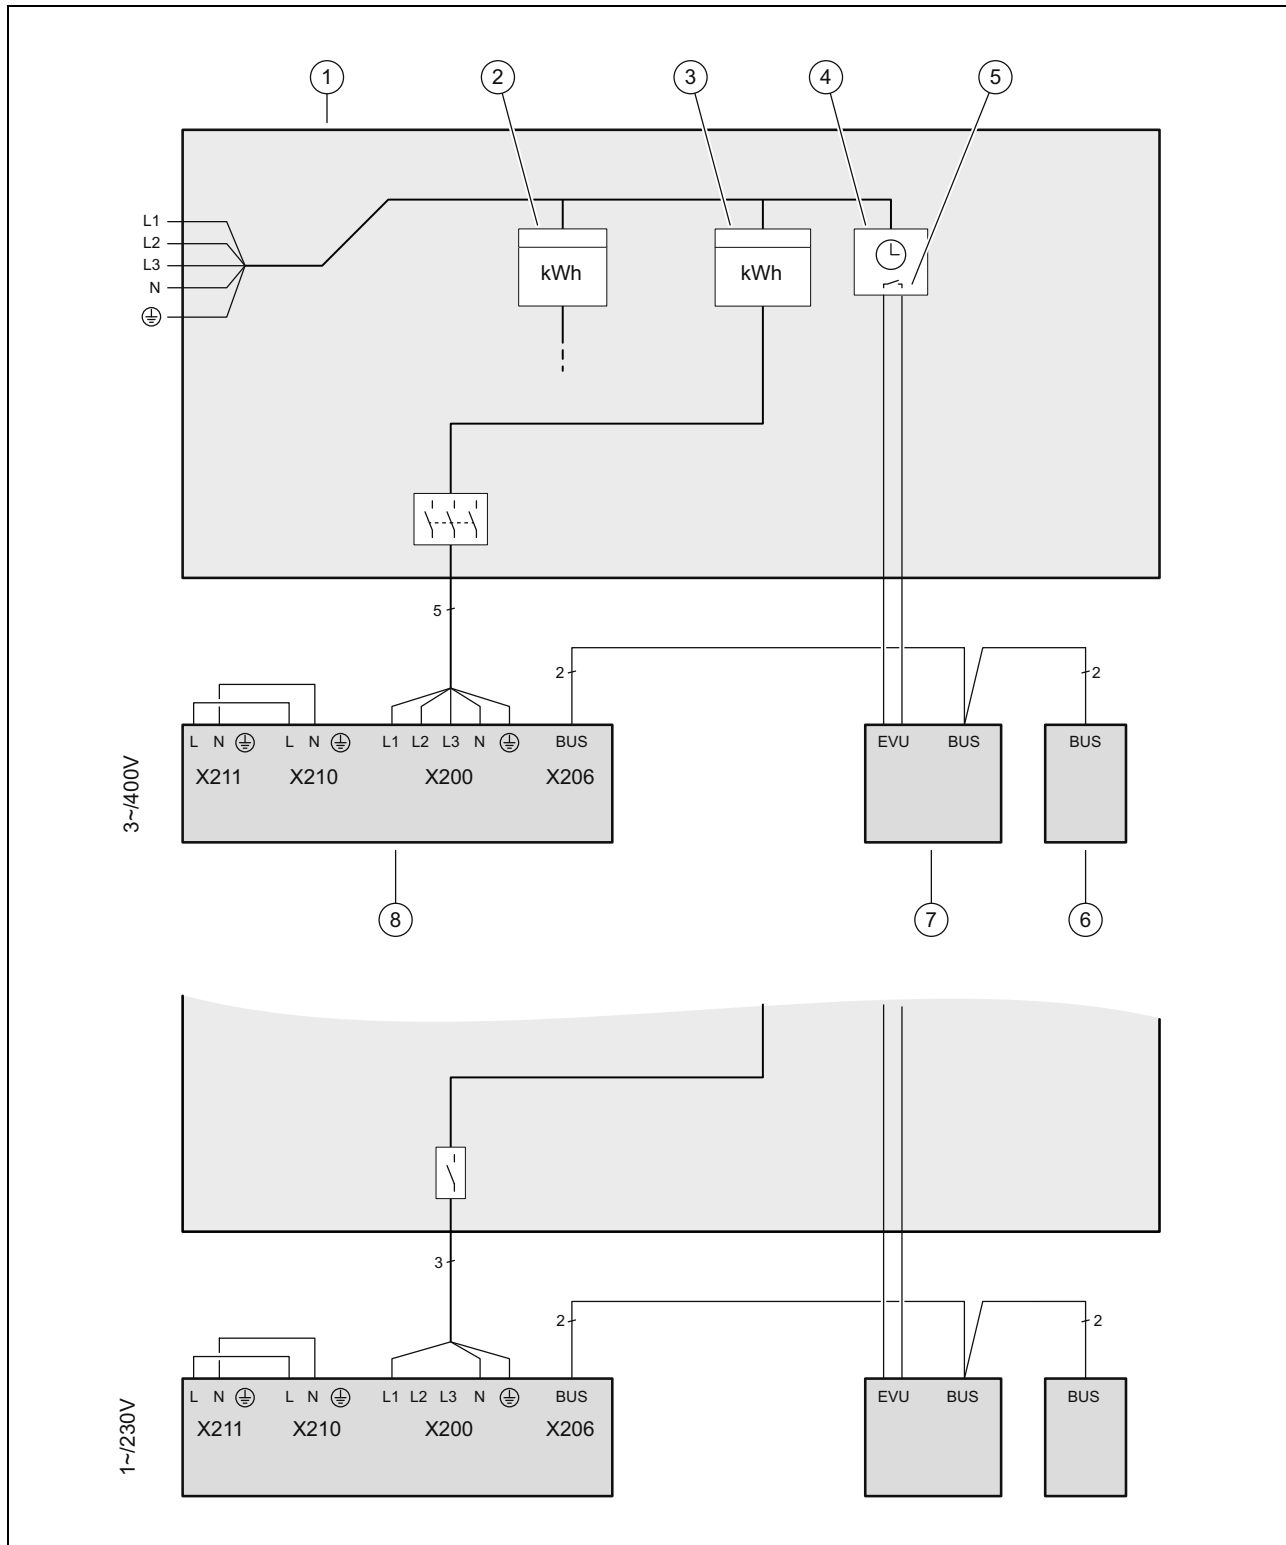 1 2 3 4 5
L1
L2
L3
N
kWh kWh
5
2 2
L N L N L1 L2 L3 N BUS EVU BUS BUS
X211 X210 X200 X206
3~/400V
8 7 6
3
2 2
L N L N L1 L2 L3 N BUS EVU BUS BUS
X211 X210 X200 X206
1~/230V